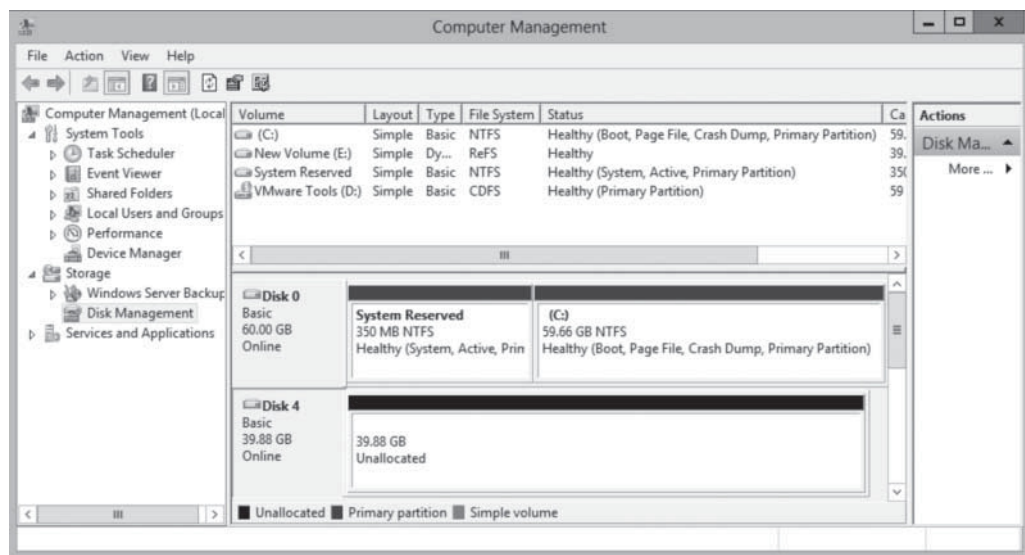 Computer Management
File Action View Help
Computer Management (Local
System Tools
Task Scheduler
Event Viewer
Shared Folders
Local Users and Groups
Performance
Device Manager
Storage
Windows Server Backup
Disk Management
Services and Applications
Volume Layout Type File System Status Ca
(C:) Simple Basic NTFS Healthy (Boot, Page File, Crash Dump, Primary Partition) 59.
New Volume (E:) Simple Dy... ReFS Healthy 39.
System Reserved Simple Basic NTFS Healthy (System, Active, Primary Partition) 350
VMware Tools (D:) Simple Basic CDFS Healthy (Primary Partition) 59
Disk 0
Basic
60.00 GB
Online
System Reserved
350 MB NTFS
Healthy (System, Active, Prin
(C:)
59.66 GB NTFS
Healthy (Boot, Page File, Crash Dump, Primary Partition)
Disk 4
Basic
39.88 GB
Online
39.88 GB
Unallocated
Unallocated Primary partition Simple volume
Actions
Disk Ma...
More ...